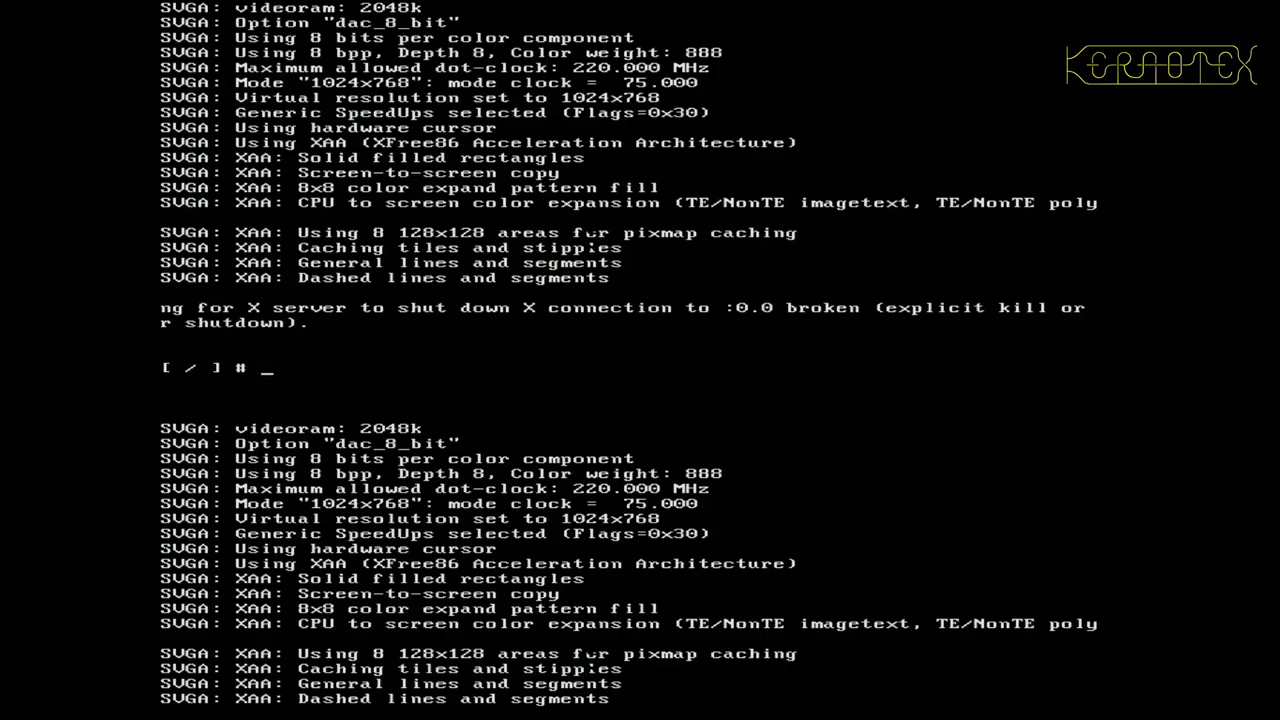 SVGA: videoram: 2048k
SVGA: Option "dac_8_bit"
SVGA: Using 8 bits per color component
SVGA: Using 8 bpp, Depth 8, Color weight: 888
SVGA: Maximum allowed dot-clock: 220.000 MHz
SVGA: Mode "1024x768": mode clock =  75.000
SVGA: Virtual resolution set to 1024x768
SVGA: Generic SpeedUps selected (Flags=0x30)
SVGA: Using hardware cursor
SVGA: Using XAA (XFree86 Acceleration Architecture)
SVGA: XAA: Solid filled rectangles
SVGA: XAA: Screen-to-screen copy
SVGA: XAA: 8x8 color expand pattern fill
SVGA: XAA: CPU to screen color expansion (TE/NonTE imagetext, TE/NonTE poly
SVGA: XAA: Using 8 128x128 areas for pixmap caching
SVGA: XAA: Caching tiles and stipples
SVGA: XAA: General lines and segments
SVGA: XAA: Dashed lines and segments
ng for X server to shut down X connection to :0.0 broken (explicit kill or
r shutdown).
[ / ] # _
SVGA: videoram: 2048k
SVGA: Option "dac_8_bit"
SVGA: Using 8 bits per color component
SVGA: Using 8 bpp, Depth 8, Color weight: 888
SVGA: Maximum allowed dot-clock: 220.000 MHz
SVGA: Mode "1024x768": mode clock =  75.000
SVGA: Virtual resolution set to 1024x768
SVGA: Generic SpeedUps selected (Flags=0x30)
SVGA: Using hardware cursor
SVGA: Using XAA (XFree86 Acceleration Architecture)
SVGA: XAA: Solid filled rectangles
SVGA: XAA: Screen-to-screen copy
SVGA: XAA: 8x8 color expand pattern fill
SVGA: XAA: CPU to screen color expansion (TE/NonTE imagetext, TE/NonTE poly
SVGA: XAA: Using 8 128x128 areas for pixmap caching
SVGA: XAA: Caching tiles and stipples
SVGA: XAA: General lines and segments
SVGA: XAA: Dashed lines and segments